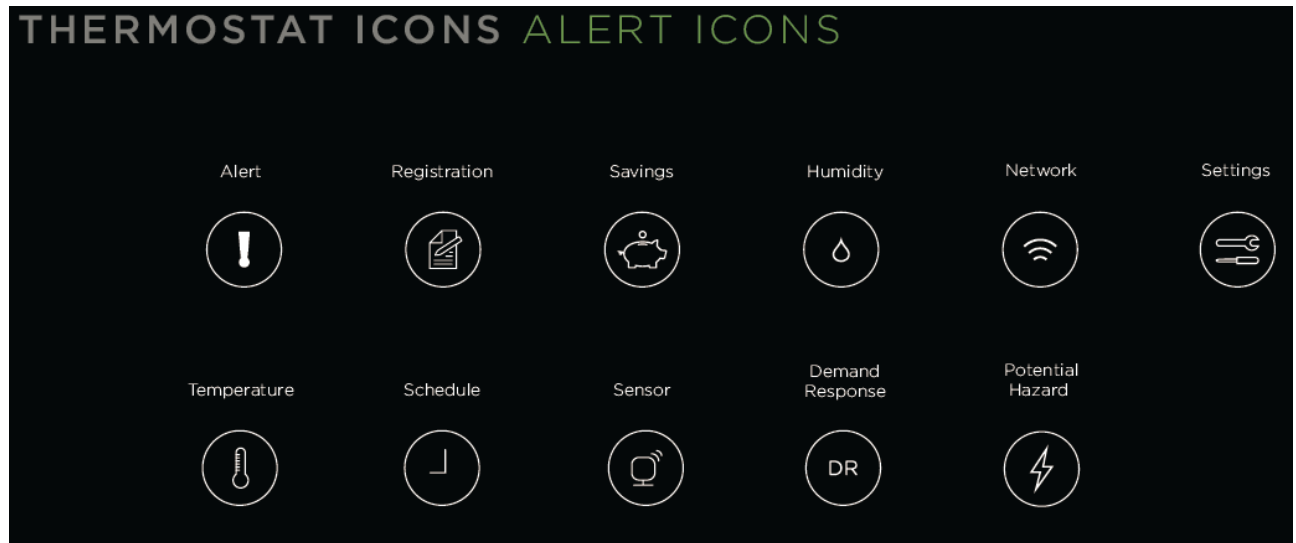 THERMOSTAT ICONS ALERT ICONS
Alert
Registration
Savings
Humidity
Network
Settings
Temperature
Schedule
Sensor
Demand
Response
Potential
Hazard
DR